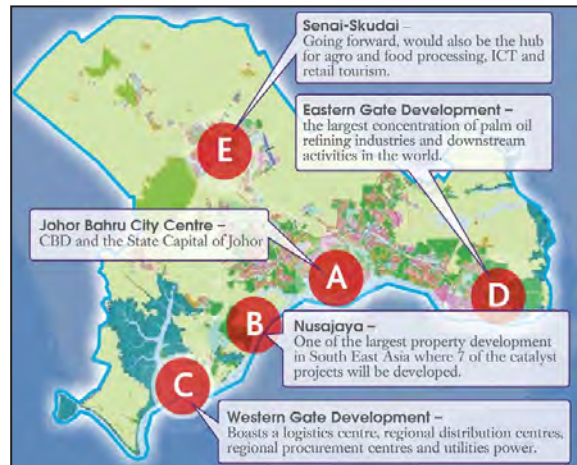 Senai-Skudai –
Going forward, would also be the hub
for agro and food processing, ICT and
retail tourism.
Eastern Gate Development –
the largest concentration of palm oil
refining industries and downstream
activities in the world.
E
Johor Bahru City Centre –
CBD and the State Capital of Johor
A
D
B
Nusajaya –
One of the largest property development
in South East Asia where 7 of the catalyst
projects will be developed.
C
Western Gate Development –
Boasts a logistics centre, regional distribution centres,
regional procurement centres and utilities power.